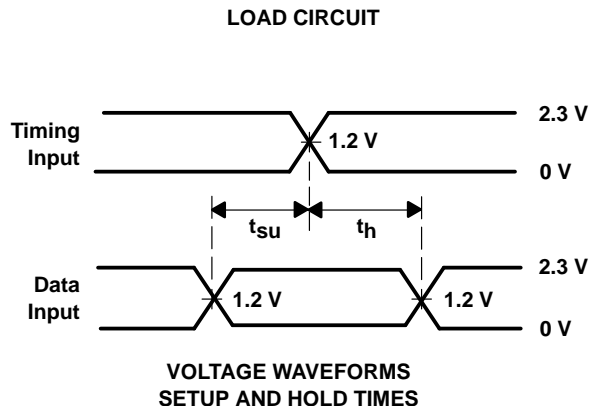 LOAD CIRCUIT
2.3 V
Timing
Input
1.2 V
0 V
tsu
th
2.3 V
Data
Input
1.2 V
1.2 V
0 V
VOLTAGE WAVEFORMS
SETUP AND HOLD TIMES